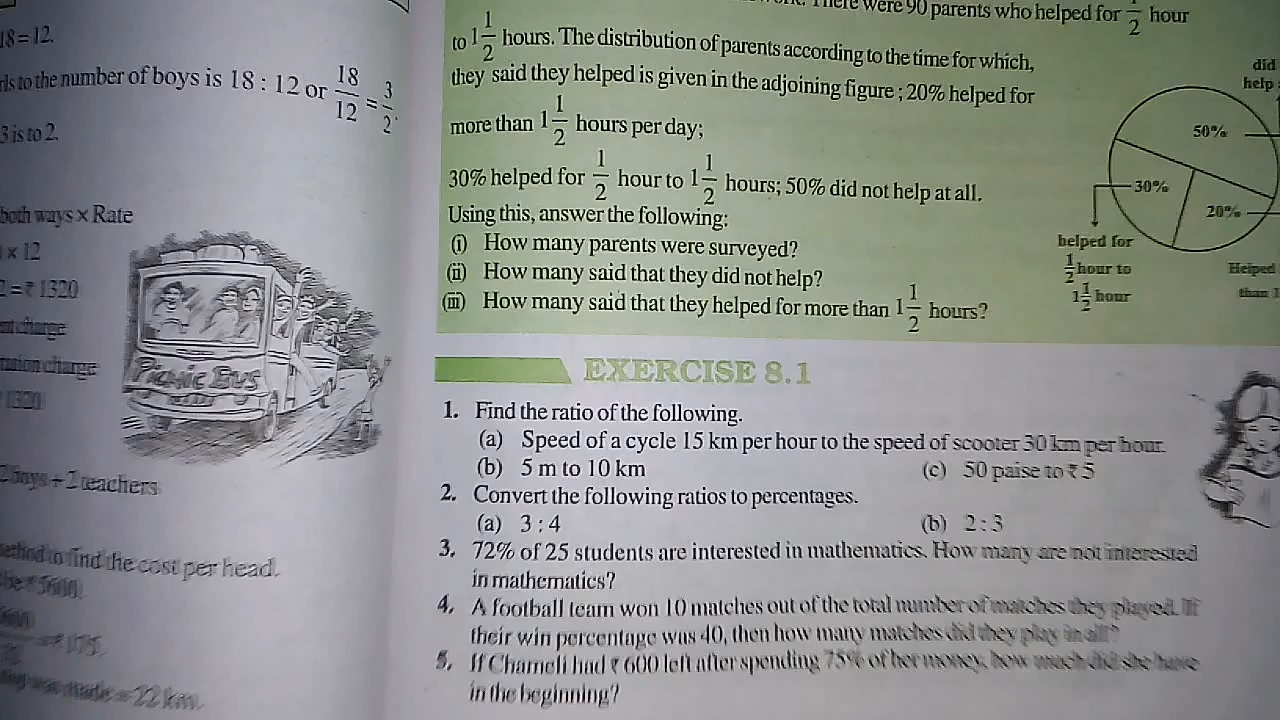 18 = 12.
to the number of boys is 18 : 12 or 18/12 = 3/2.
3 is to 2.
both ways × Rate
× 12
= ₹ 1320
charge
charge
1320
Picnic Bus
boys + 2 teachers
to find the cost per head.
5600
= ₹ 175.
= 22 km.
There were 90 parents who helped for 1/2 hour
to 1 1/2 hours. The distribution of parents according to the time for which,
they said they helped is given in the adjoining figure ; 20% helped for
more than 1 1/2 hours per day;
30% helped for 1/2 hour to 1 1/2 hours; 50% did not help at all.
Using this, answer the following:
(i) How many parents were surveyed?
(ii) How many said that they did not help?
(iii) How many said that they helped for more than 1 1/2 hours?
did
help
50%
30%
20%
helped for
1/2 hour to
1 1/2 hour
Helped
than 1
EXERCISE 8.1
1. Find the ratio of the following.
(a) Speed of a cycle 15 km per hour to the speed of scooter 30 km per hour.
(b) 5 m to 10 km (c) 50 paise to ₹ 5
2. Convert the following ratios to percentages.
(a) 3 : 4 (b) 2 : 3
3. 72% of 25 students are interested in mathematics. How many are not interested
in mathematics?
4. A football team won 10 matches out of the total number of matches they played. If
their win percentage was 40, then how many matches did they play in all?
5. If Chameli had ₹ 600 left after spending 75% of her money, how much did she have
in the beginning?